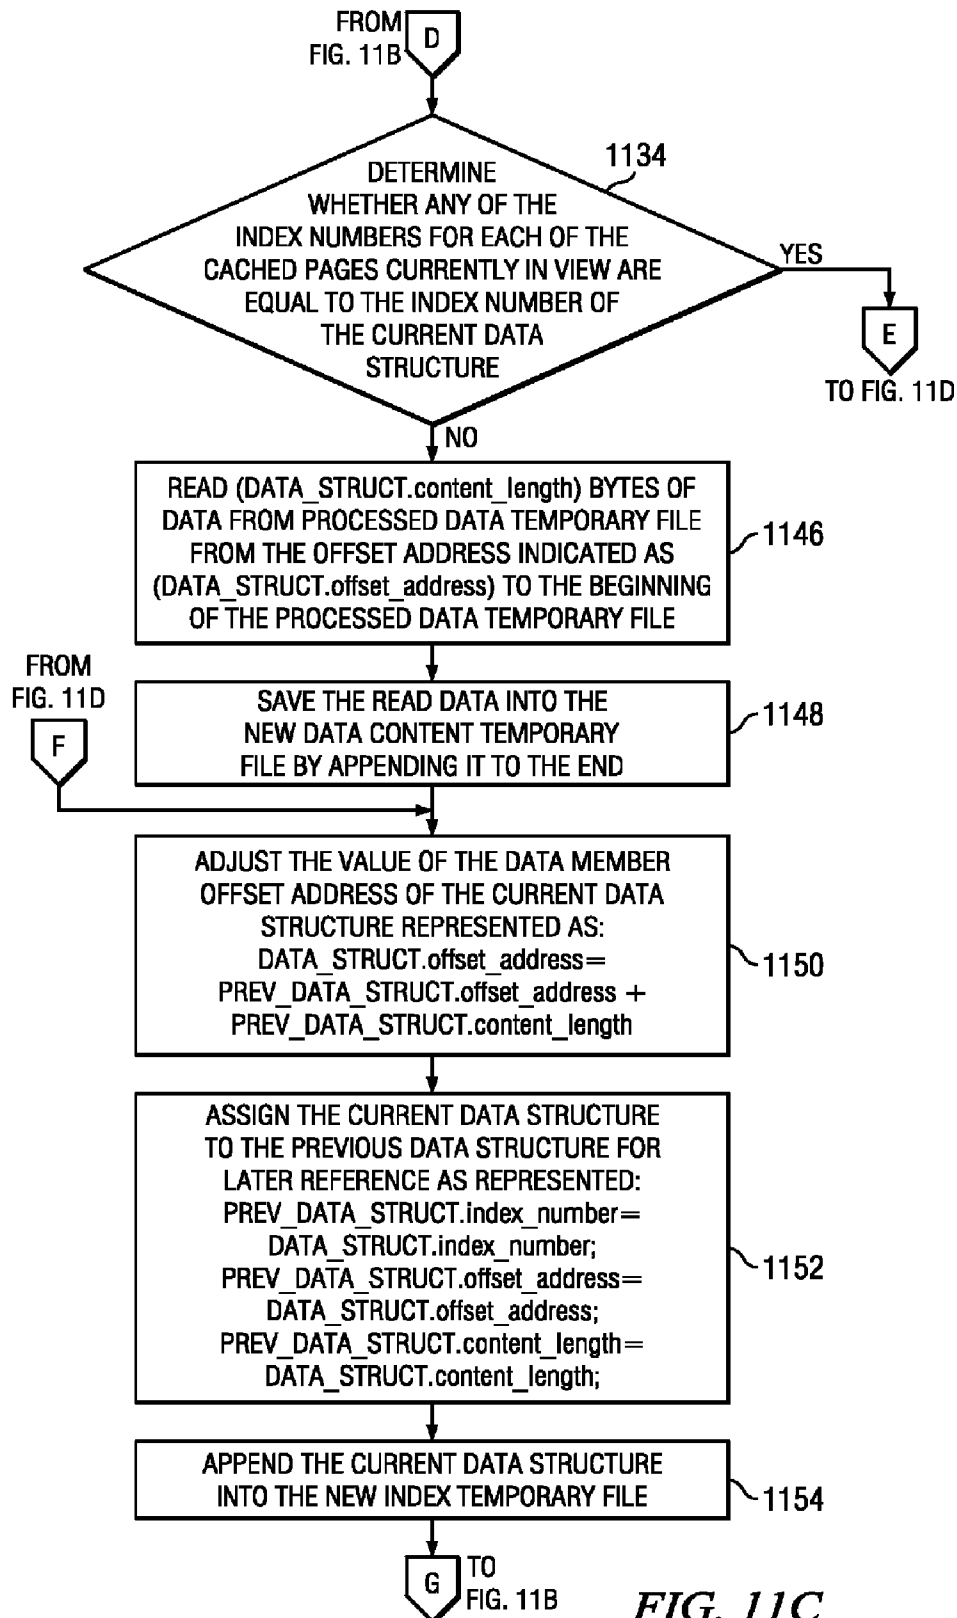 FROM
FIG. 11B
D
1134
DETERMINE
WHETHER ANY OF THE
INDEX NUMBERS FOR EACH OF THE
CACHED PAGES CURRENTLY IN VIEW ARE
EQUAL TO THE INDEX NUMBER OF
THE CURRENT DATA
STRUCTURE
YES
E
TO FIG. 11D
NO
READ (DATA_STRUCT.content_length) BYTES OF
DATA FROM PROCESSED DATA TEMPORARY FILE
FROM THE OFFSET ADDRESS INDICATED AS
(DATA_STRUCT.offset_address) TO THE BEGINNING
OF THE PROCESSED DATA TEMPORARY FILE
1146
FROM
FIG. 11D
F
SAVE THE READ DATA INTO THE
NEW DATA CONTENT TEMPORARY
FILE BY APPENDING IT TO THE END
1148
ADJUST THE VALUE OF THE DATA MEMBER
OFFSET ADDRESS OF THE CURRENT DATA
STRUCTURE REPRESENTED AS:
DATA_STRUCT.offset_address=
PREV_DATA_STRUCT.offset_address +
PREV_DATA_STRUCT.content_length
1150
ASSIGN THE CURRENT DATA STRUCTURE
TO THE PREVIOUS DATA STRUCTURE FOR
LATER REFERENCE AS REPRESENTED:
PREV_DATA_STRUCT.index_number=
DATA_STRUCT.index_number;
PREV_DATA_STRUCT.offset_address=
DATA_STRUCT.offset_address;
PREV_DATA_STRUCT.content_length=
DATA_STRUCT.content_length;
1152
APPEND THE CURRENT DATA STRUCTURE
INTO THE NEW INDEX TEMPORARY FILE
1154
G
TO
FIG. 11B
FIG. 11C